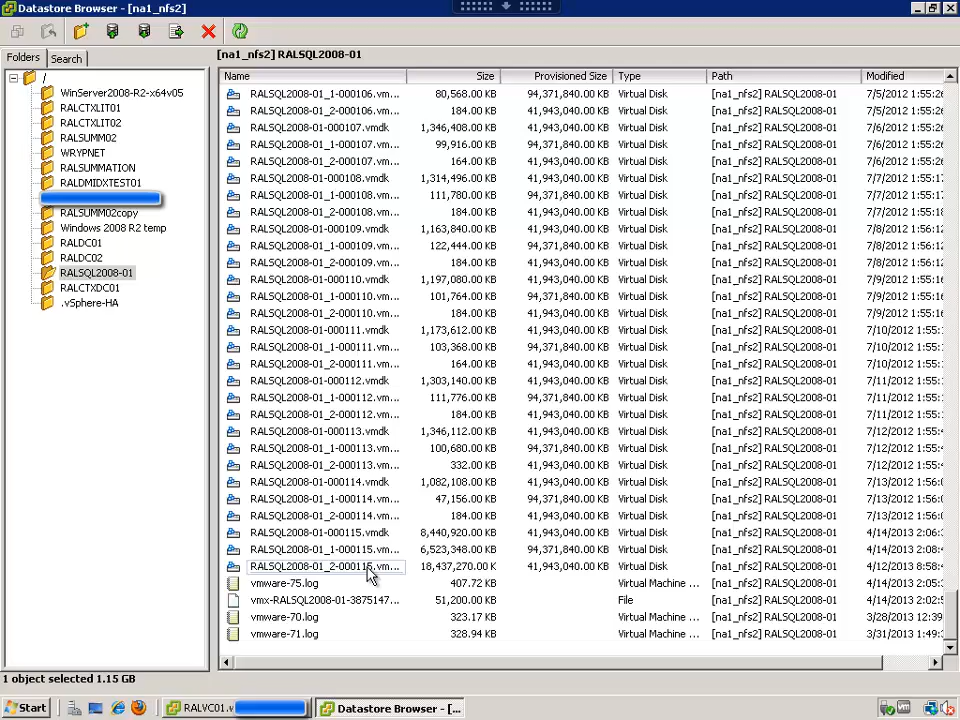 Datastore Browser - [na1_nfs2]
Folders Search
[na1_nfs2] RALSQL2008-01
/
WinServer2008-R2-x64v05
RALCTXLIT01
RALCTXLIT02
RALSUMM02
WRYPNET
RALSUMMATION
RALDMIDXTEST01
RALSUMM02copy
Windows 2008 R2 temp
RALDC01
RALDC02
RALSQL2008-01
RALCTXDC01
.vSphere-HA
Name Size Provisioned Size Type Path Modified
RALSQL2008-01_1-000106.vm... 80,568.00 KB 94,371,840.00 KB Virtual Disk [na1_nfs2] RALSQL2008-01 7/5/2012 1:55:26
RALSQL2008-01_2-000106.vm... 184.00 KB 41,943,040.00 KB Virtual Disk [na1_nfs2] RALSQL2008-01 7/5/2012 1:55:26
RALSQL2008-01-000107.vmdk 1,346,408.00 KB 41,943,040.00 KB Virtual Disk [na1_nfs2] RALSQL2008-01 7/6/2012 1:55:26
RALSQL2008-01_1-000107.vm... 99,916.00 KB 94,371,840.00 KB Virtual Disk [na1_nfs2] RALSQL2008-01 7/6/2012 1:55:26
RALSQL2008-01_2-000107.vm... 164.00 KB 41,943,040.00 KB Virtual Disk [na1_nfs2] RALSQL2008-01 7/6/2012 1:55:26
RALSQL2008-01-000108.vmdk 1,314,496.00 KB 41,943,040.00 KB Virtual Disk [na1_nfs2] RALSQL2008-01 7/7/2012 1:55:17
RALSQL2008-01_1-000108.vm... 111,780.00 KB 94,371,840.00 KB Virtual Disk [na1_nfs2] RALSQL2008-01 7/7/2012 1:55:17
RALSQL2008-01_2-000108.vm... 184.00 KB 41,943,040.00 KB Virtual Disk [na1_nfs2] RALSQL2008-01 7/7/2012 1:55:18
RALSQL2008-01-000109.vmdk 1,163,840.00 KB 41,943,040.00 KB Virtual Disk [na1_nfs2] RALSQL2008-01 7/8/2012 1:56:12
RALSQL2008-01_1-000109.vm... 122,444.00 KB 94,371,840.00 KB Virtual Disk [na1_nfs2] RALSQL2008-01 7/8/2012 1:56:12
RALSQL2008-01_2-000109.vm... 184.00 KB 41,943,040.00 KB Virtual Disk [na1_nfs2] RALSQL2008-01 7/8/2012 1:56:12
RALSQL2008-01-000110.vmdk 1,197,080.00 KB 41,943,040.00 KB Virtual Disk [na1_nfs2] RALSQL2008-01 7/9/2012 1:55:16
RALSQL2008-01_1-000110.vm... 101,764.00 KB 94,371,840.00 KB Virtual Disk [na1_nfs2] RALSQL2008-01 7/9/2012 1:55:16
RALSQL2008-01_2-000110.vm... 184.00 KB 41,943,040.00 KB Virtual Disk [na1_nfs2] RALSQL2008-01 7/9/2012 1:55:16
RALSQL2008-01-000111.vmdk 1,173,612.00 KB 41,943,040.00 KB Virtual Disk [na1_nfs2] RALSQL2008-01 7/10/2012 1:55:
RALSQL2008-01_1-000111.vm... 103,368.00 KB 94,371,840.00 KB Virtual Disk [na1_nfs2] RALSQL2008-01 7/10/2012 1:55:
RALSQL2008-01_2-000111.vm... 164.00 KB 41,943,040.00 KB Virtual Disk [na1_nfs2] RALSQL2008-01 7/10/2012 1:55:
RALSQL2008-01-000112.vmdk 1,303,140.00 KB 41,943,040.00 KB Virtual Disk [na1_nfs2] RALSQL2008-01 7/11/2012 1:55:
RALSQL2008-01_1-000112.vm... 111,776.00 KB 94,371,840.00 KB Virtual Disk [na1_nfs2] RALSQL2008-01 7/11/2012 1:55:
RALSQL2008-01_2-000112.vm... 184.00 KB 41,943,040.00 KB Virtual Disk [na1_nfs2] RALSQL2008-01 7/11/2012 1:55:
RALSQL2008-01-000113.vmdk 1,346,112.00 KB 41,943,040.00 KB Virtual Disk [na1_nfs2] RALSQL2008-01 7/12/2012 1:55:
RALSQL2008-01_1-000113.vm... 100,680.00 KB 94,371,840.00 KB Virtual Disk [na1_nfs2] RALSQL2008-01 7/12/2012 1:55:
RALSQL2008-01_2-000113.vm... 332.00 KB 41,943,040.00 KB Virtual Disk [na1_nfs2] RALSQL2008-01 7/12/2012 1:55:
RALSQL2008-01-000114.vmdk 1,082,108.00 KB 41,943,040.00 KB Virtual Disk [na1_nfs2] RALSQL2008-01 7/13/2012 1:56:
RALSQL2008-01_1-000114.vm... 47,156.00 KB 94,371,840.00 KB Virtual Disk [na1_nfs2] RALSQL2008-01 7/13/2012 1:56:
RALSQL2008-01_2-000114.vm... 184.00 KB 41,943,040.00 KB Virtual Disk [na1_nfs2] RALSQL2008-01 7/13/2012 1:56:
RALSQL2008-01-000115.vmdk 8,440,920.00 KB 41,943,040.00 KB Virtual Disk [na1_nfs2] RALSQL2008-01 4/14/2013 2:06:
RALSQL2008-01_1-000115.vm... 6,523,348.00 KB 94,371,840.00 KB Virtual Disk [na1_nfs2] RALSQL2008-01 4/14/2013 2:08:
RALSQL2008-01_2-000115.vm... 18,437,270.00 K 41,943,040.00 KB Virtual Disk [na1_nfs2] RALSQL2008-01 4/12/2013 8:58:
vmware-75.log 407.72 KB Virtual Machine ... [na1_nfs2] RALSQL2008-01 4/14/2013 2:05:
vmx-RALSQL2008-01-3875147... 51,200.00 KB File [na1_nfs2] RALSQL2008-01 4/14/2013 2:02:
vmware-70.log 323.17 KB Virtual Machine ... [na1_nfs2] RALSQL2008-01 3/28/2013 12:39
vmware-71.log 328.94 KB Virtual Machine ... [na1_nfs2] RALSQL2008-01 3/31/2013 1:49:
1 object selected 1.15 GB
Start RALVC01.v Datastore Browser - [...